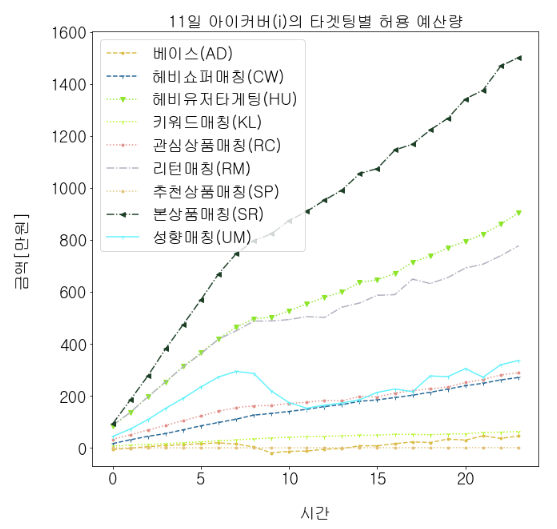 11일 아이커버(i)의 타겟팅별 허용 예산량
1600
1400
1200
1000
800
600
400
200
0
금액[만원]
베이스(AD)
헤비쇼퍼매칭(CW)
헤비유저타게팅(HU)
키워드매칭(KL)
관심상품매칭(RC)
리턴매칭(RM)
추천상품매칭(SP)
본상품매칭(SR)
성향매칭(UM)
0 5 10 15 20
시간